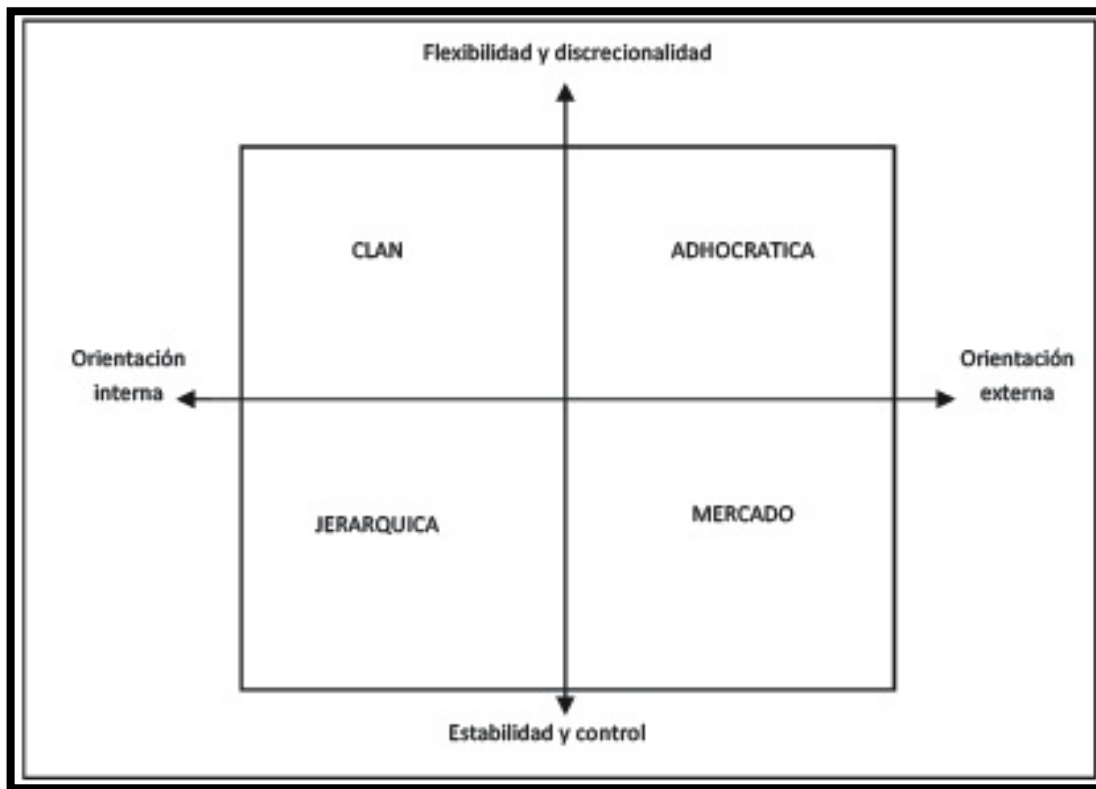 Flexibilidad y discrecionalidad
CLAN
ADHOCRATICA
Orientación
interna
Orientación
externa
JERARQUICA
MERCADO
Estabilidad y control